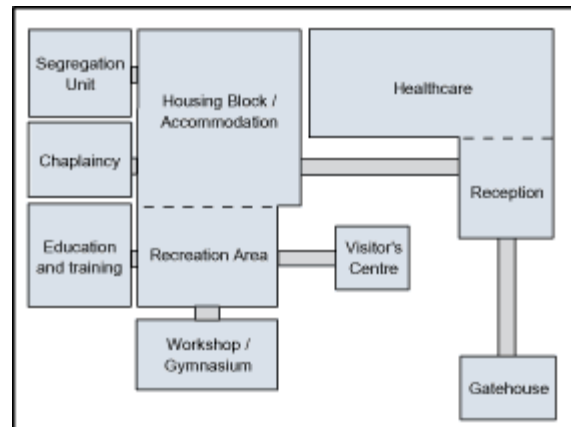 Segregation
Unit
Housing Block /
Accommodation
Healthcare
Chaplaincy
Reception
Education
and training
Recreation Area
Visitor's
Centre
Workshop /
Gymnasium
Gatehouse